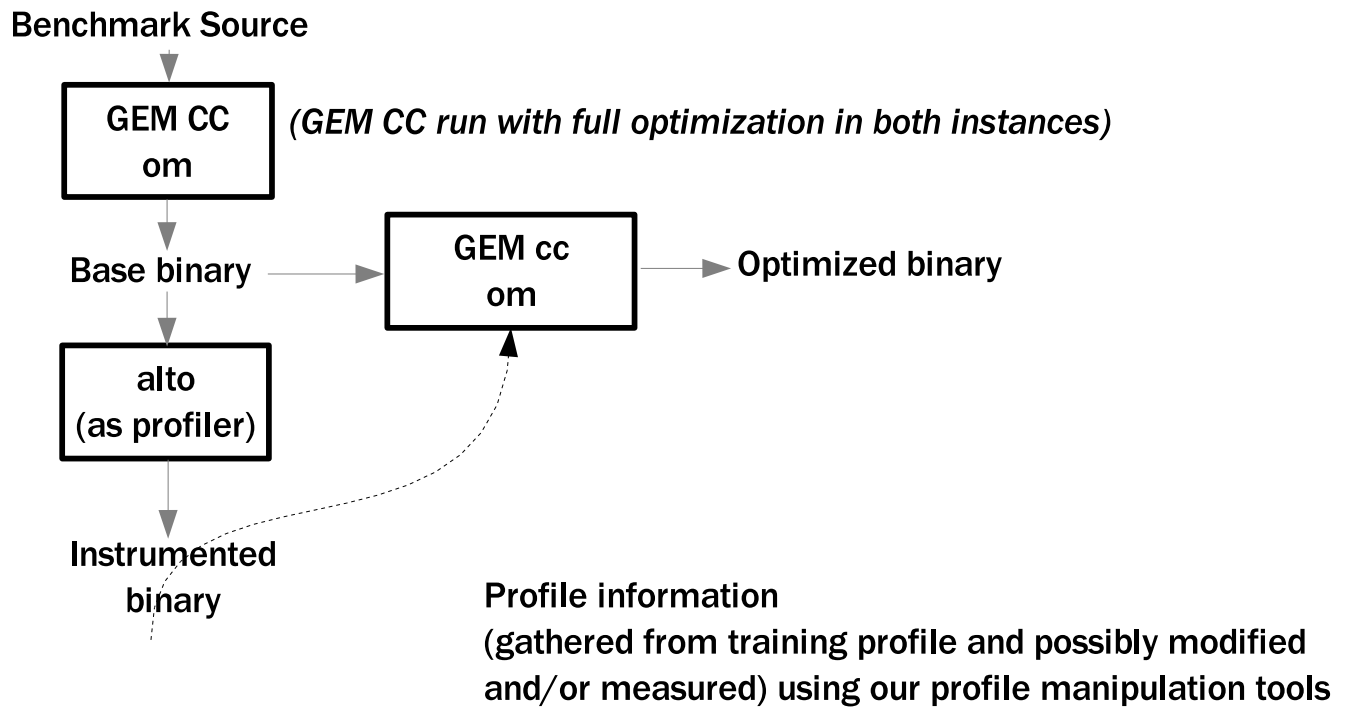 Benchmark Source
GEM CC
om
(GEM CC run with full optimization in both instances)
Base binary
GEM cc
om
Optimized binary
alto
(as profiler)
Instrumented
binary
Profile information
(gathered from training profile and possibly modified
and/or measured) using our profile manipulation tools